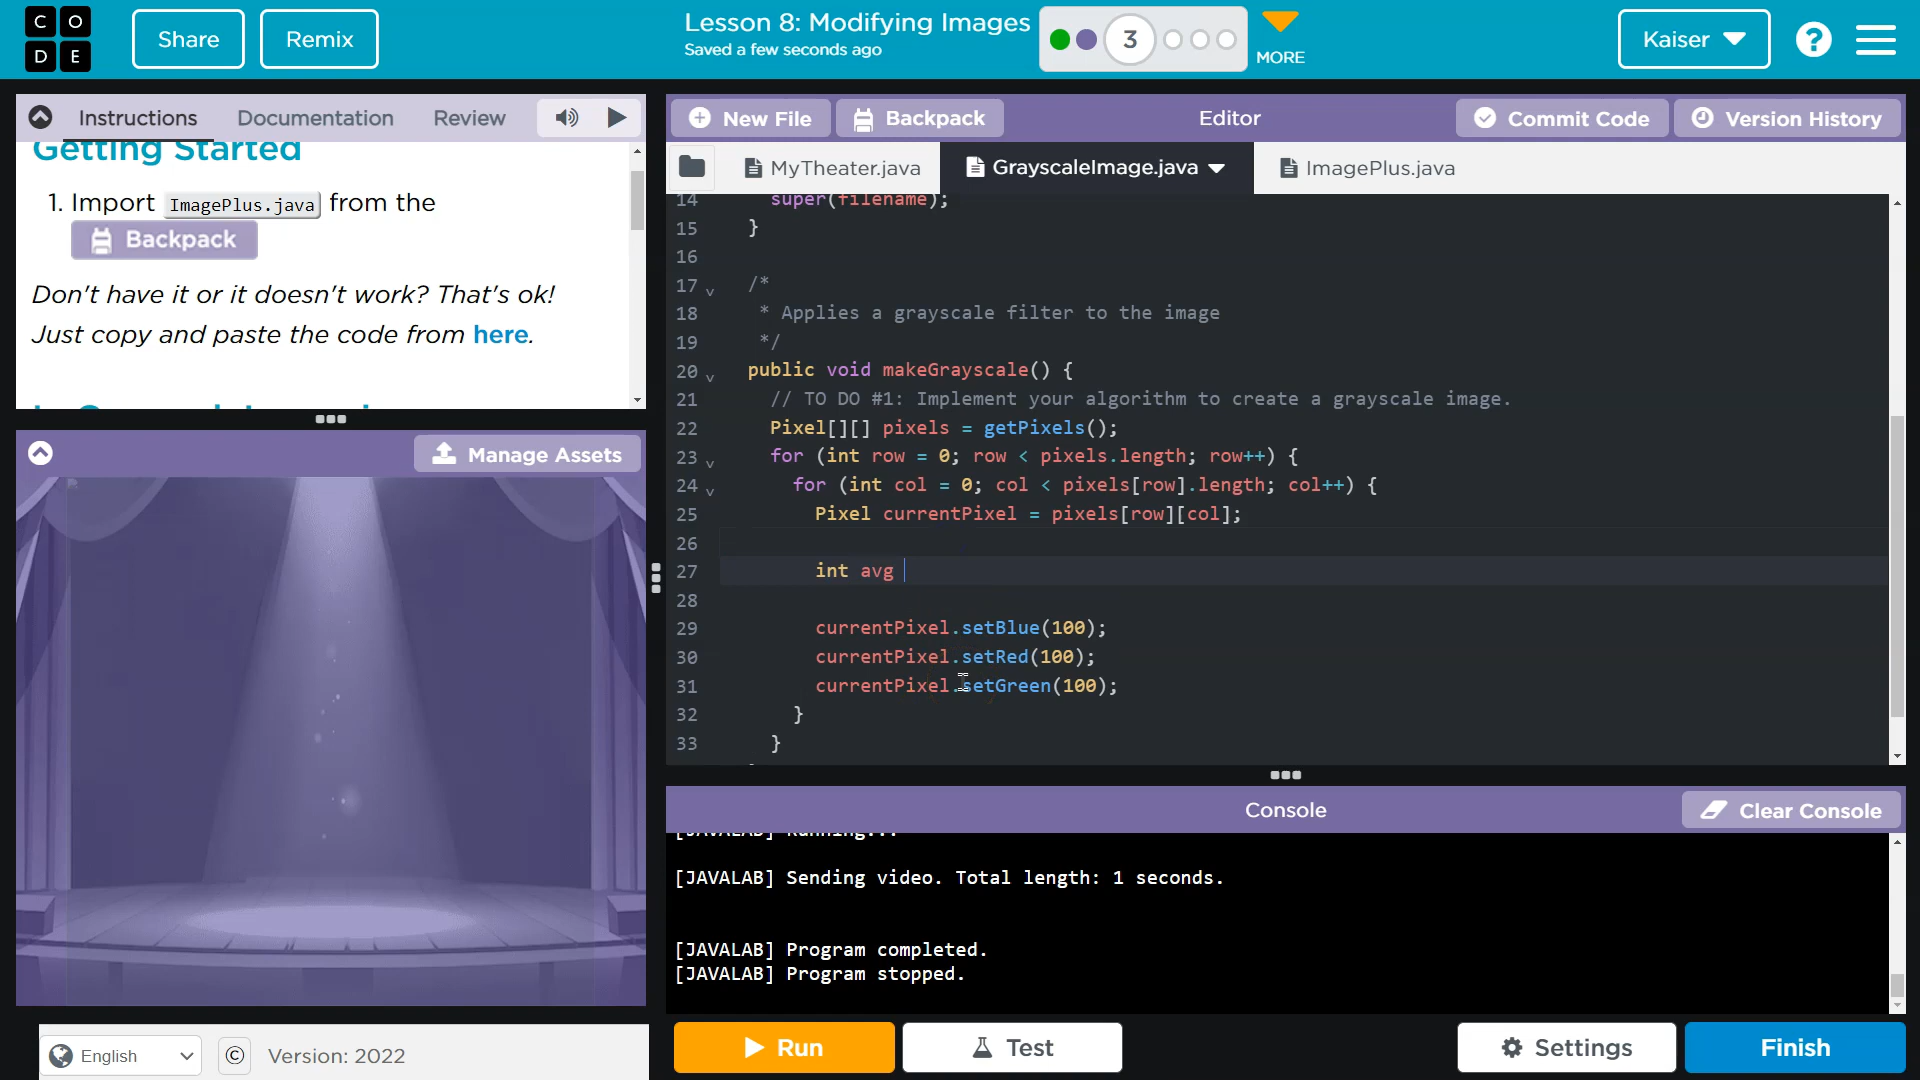 C O D E
Share
Remix
Lesson 8: Modifying Images
Saved a few seconds ago
3
MORE
Kaiser
?
Instructions
Documentation
Review
Getting Started
1. Import ImagePlus.java from the
Backpack
Don't have it or it doesn't work? That's ok!
Just copy and paste the code from here.
Manage Assets
English
©
Version: 2022
New File
Backpack
Editor
Commit Code
Version History
MyTheater.java
GrayscaleImage.java
ImagePlus.java
14 super(filename);
15 }
16
17 /*
18 * Applies a grayscale filter to the image
19 */
20 public void makeGrayscale() {
21 // TO DO #1: Implement your algorithm to create a grayscale image.
22 Pixel[][] pixels = getPixels();
23 for (int row = 0; row < pixels.length; row++) {
24 for (int col = 0; col < pixels[row].length; col++) {
25 Pixel currentPixel = pixels[row][col];
26
27 int avg
28
29 currentPixel.setBlue(100);
30 currentPixel.setRed(100);
31 currentPixel.setGreen(100);
32 }
33 }
Console
Clear Console
[JAVALAB] Running...
[JAVALAB] Sending video. Total length: 1 seconds.
[JAVALAB] Program completed.
[JAVALAB] Program stopped.
Run
Test
Settings
Finish